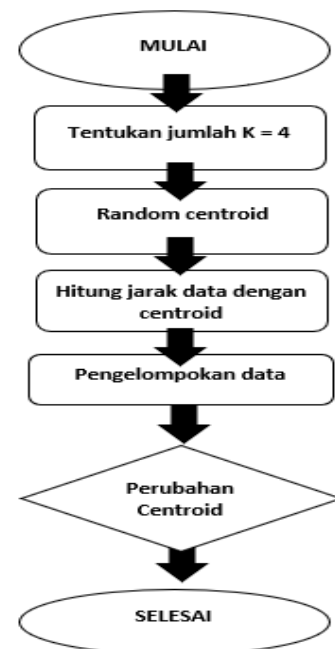 MULAI
Tentukan jumlah K = 4
Random centroid
Hitung jarak data dengan
centroid
Pengelompokan data
Perubahan
Centroid
SELESAI